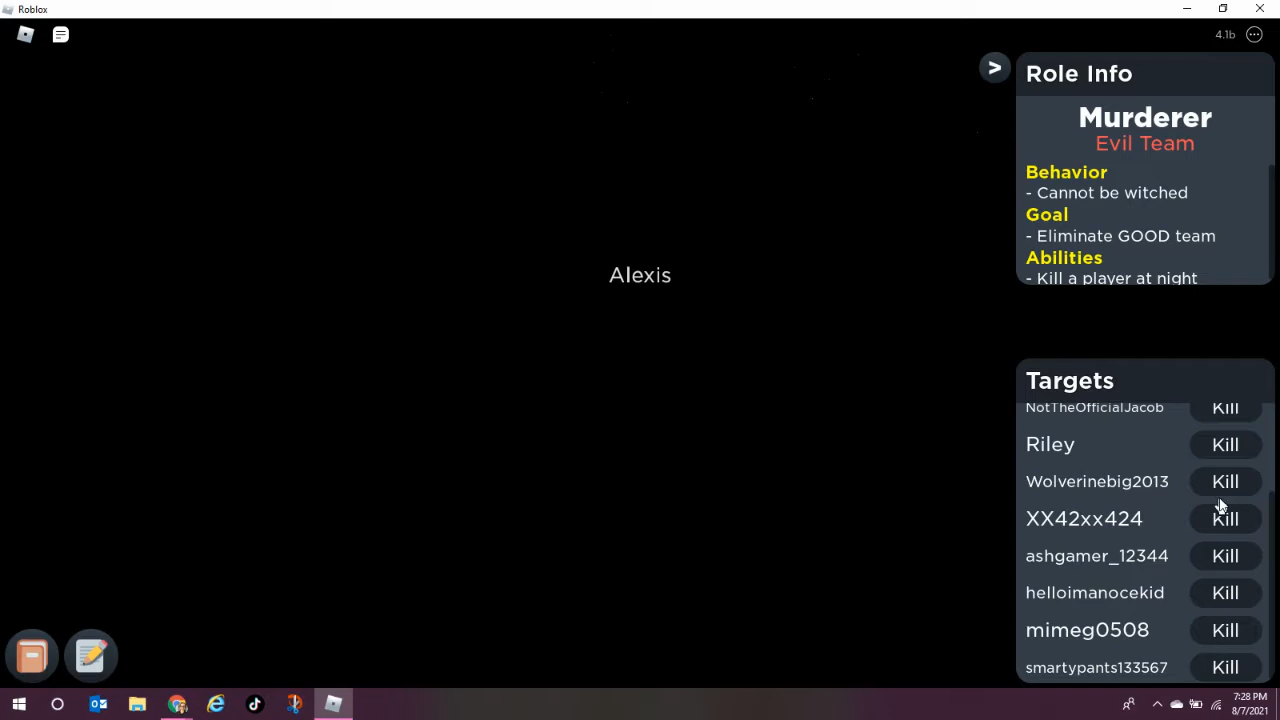 Roblox
4.1b
>
Role Info
Murderer
Evil Team
Behavior
- Cannot be witched
Goal
- Eliminate GOOD team
Abilities
- Kill a player at night
Alexis
Targets
NotTheOfficialJacob Kill
Riley Kill
Wolverinebig2013 Kill
XX42xx424 Kill
ashgamer_12344 Kill
helloimanocekid Kill
mimeg0508 Kill
smartypants133567 Kill
7:28 PM
8/7/2021